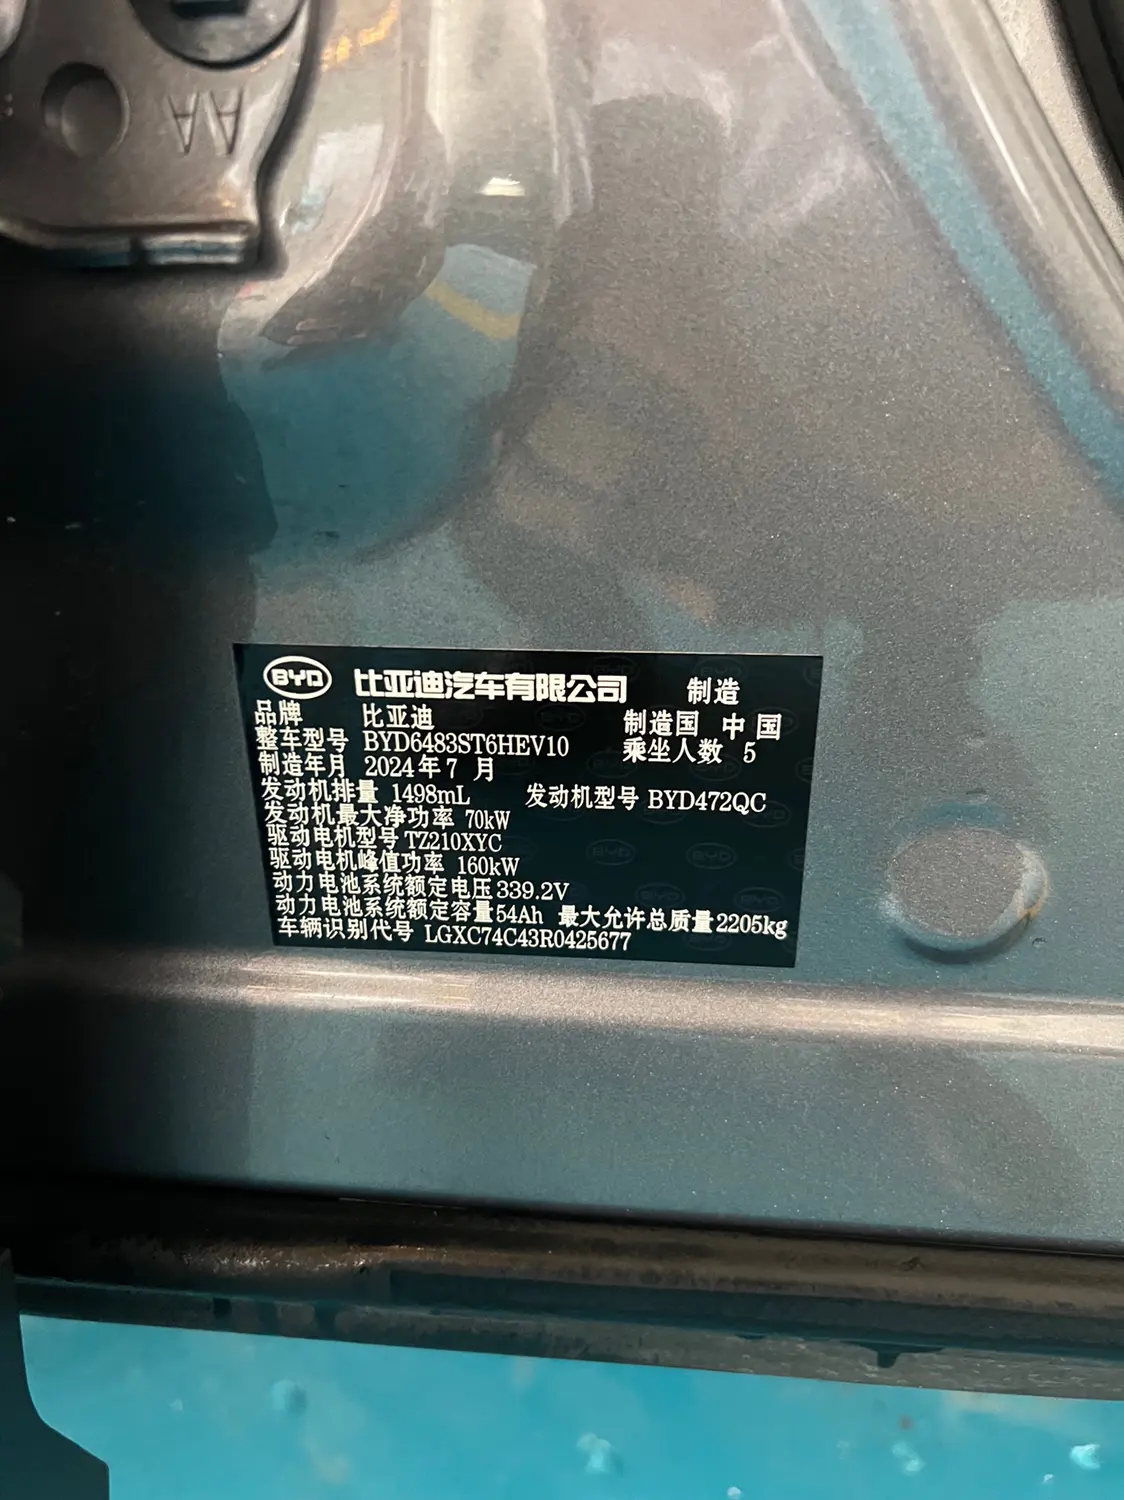 AA
BYD 比亚迪汽车有限公司 制造
品牌 比亚迪 制造国 中国
整车型号 BYD6483ST6HEV10 乘坐人数 5
制造年月 2024年7 月
发动机排量 1498mL 发动机型号 BYD472QC
发动机最大净功率 70kW
驱动电机型号 TZ210XYC
驱动电机峰值功率 160kW
动力电池系统额定电压 339.2V
动力电池系统额定容量 54Ah 最大允许总质量 2205kg
车辆识别代号 LGXC74C43R0425677